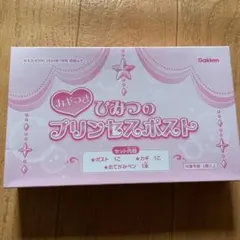 Gakken
カギつき
ひみつの
プリンセスポスト
セット内容
★ポスト 1こ ★カギ 1こ
★おてがみペン 1本